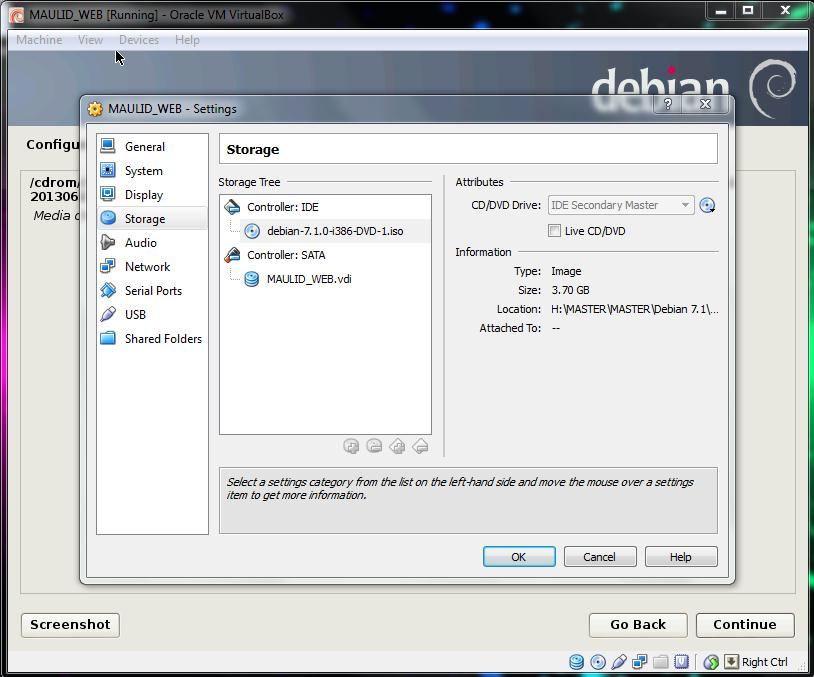 MAULID_WEB [Running] - Oracle VM VirtualBox
Machine View Devices Help
debian
MAULID_WEB - Settings
?
Configu
/cdrom/
201306
Media c
General
System
Display
Storage
Audio
Network
Serial Ports
USB
Shared Folders
Storage
Storage Tree
Controller: IDE
debian-7.1.0-i386-DVD-1.iso
Controller: SATA
MAULID_WEB.vdi
Attributes
CD/DVD Drive: IDE Secondary Master
Live CD/DVD
Information
Type: Image
Size: 3.70 GB
Location: H:\MASTER\MASTER\Debian 7.1\...
Attached To: --
Select a settings category from the list on the left-hand side and move the mouse over a settings
item to get more information.
OK Cancel Help
Screenshot Go Back Continue
Right Ctrl